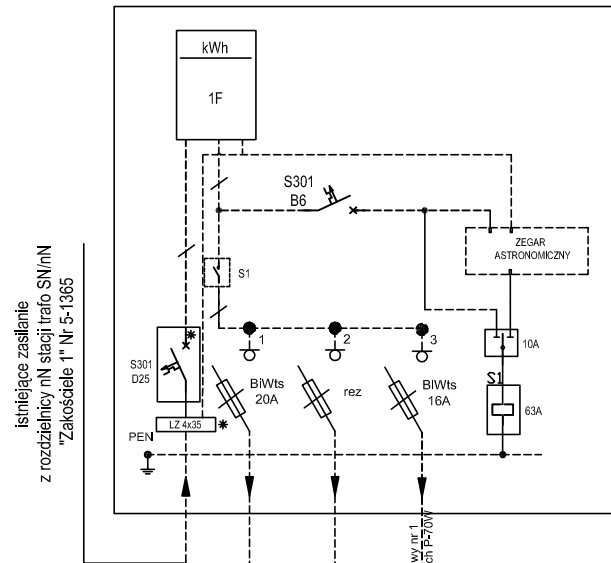 kWh
1F
S301
B6
ZEGAR
ASTRONOMICZNY
S1
1
2
3
10A
S1
S301
D25
BiWts
20A
rez
BIWts
16A
63A
LZ 4x35
PEN
istniejące zasilanie
z rozdzielnicy nN stacji trafo SN/nN
"Zakościele 1" Nr 5-1365
wy nr 1
ch P-70W